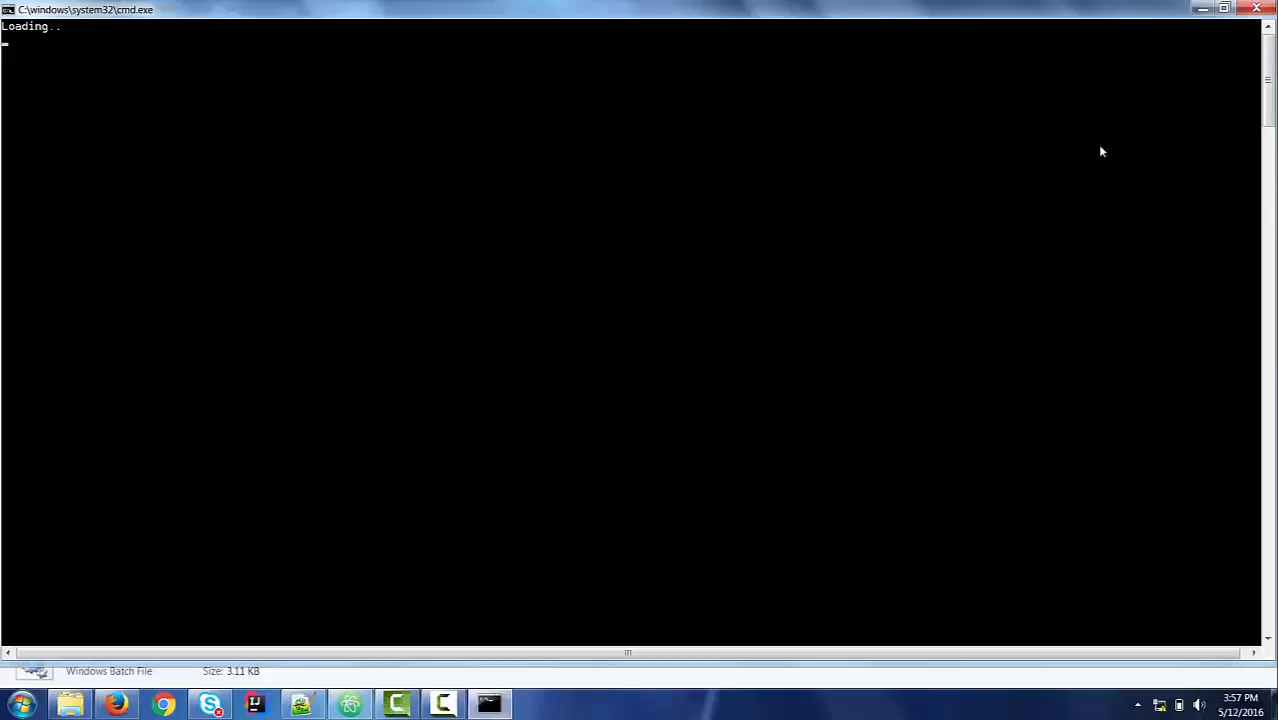 C:\windows\system32\cmd.exe
Loading..
Windows Batch File Size: 3.11 KB
3:57 PM
5/12/2016